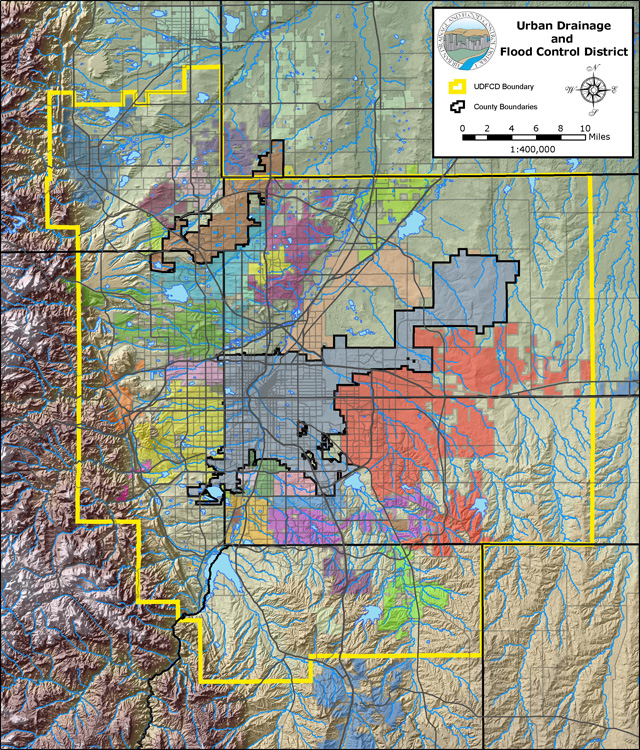 Urban Drainage
and
Flood Control District
UDFCD Boundary
County Boundaries
N
W
E
S
0 2 4 6 8 10
Miles
1:400,000